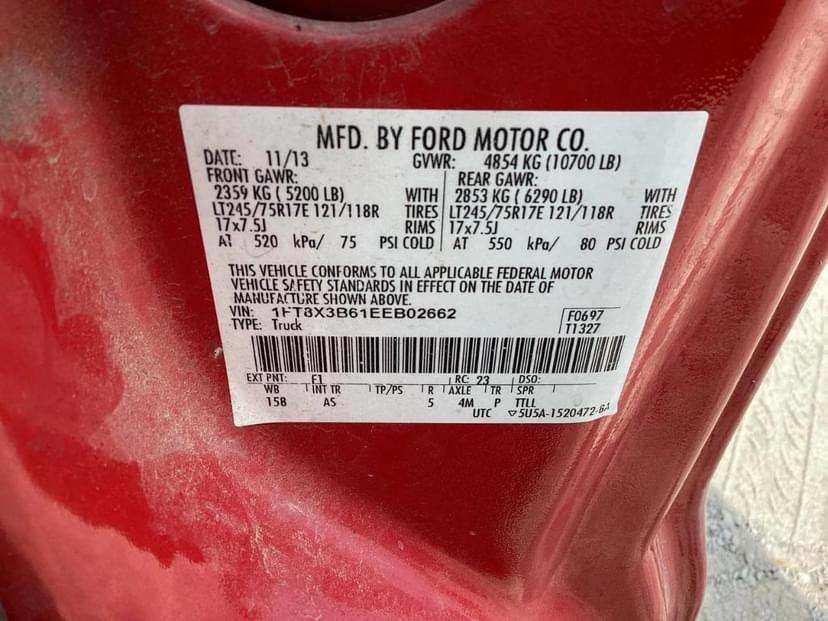 MFD. BY FORD MOTOR CO.
DATE: 11/13 GVWR: 4854 KG (10700 LB)
FRONT GAWR: REAR GAWR:
2359 KG ( 5200 LB) WITH 2853 KG ( 6290 LB) WITH
LT245/75R17E 121/118R TIRES LT245/75R17E 121/118R TIRES
17x7.5J RIMS 17x7.5J RIMS
AT 520 kPa/ 75 PSI COLD AT 550 kPa/ 80 PSI COLD
THIS VEHICLE CONFORMS TO ALL APPLICABLE FEDERAL MOTOR
VEHICLE SAFETY STANDARDS IN EFFECT ON THE DATE OF
MANUFACTURE SHOWN ABOVE.
VIN: 1FT8X3B61EEB02662 F0697
TYPE: Truck T1327
EXT PNT: F1 RC: 23 DSO:
WB INT TR TP/PS R AXLE TR SPR
158 AS 5 4M P TTLL
UTC ▽5U5A-1520472-BA